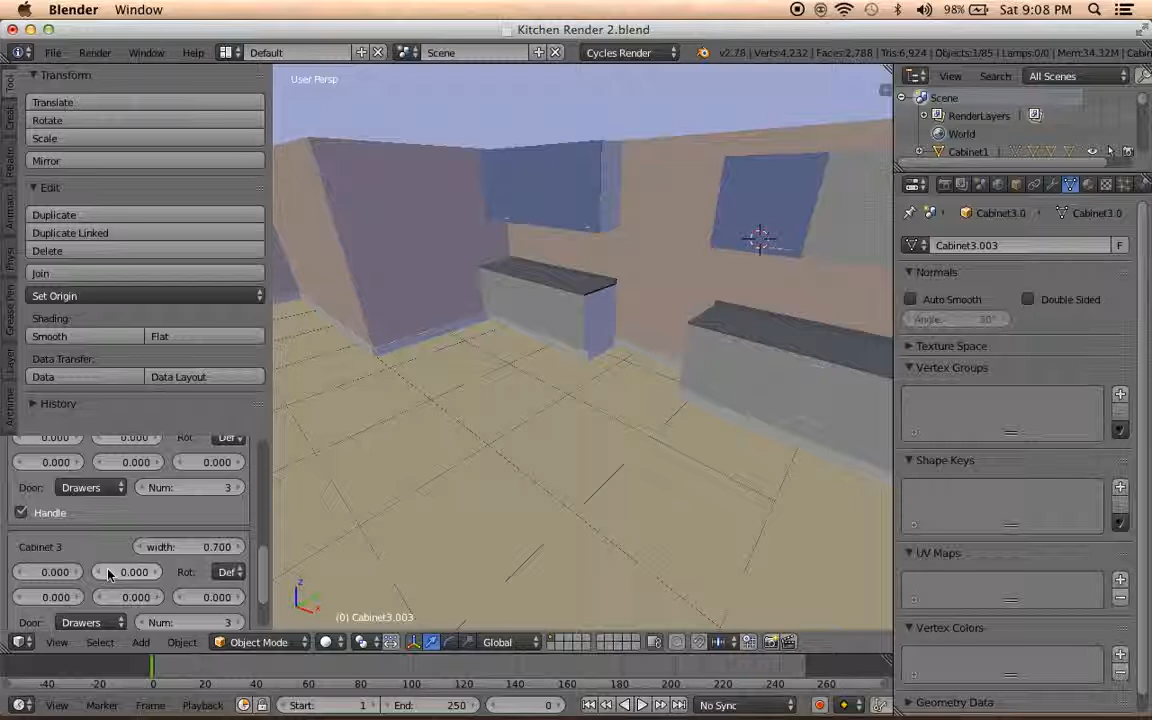 Blender Window 98% Sat 9:08 PM
Kitchen Render 2.blend
File Render Window Help Default Scene Cycles Render v2.78 | Verts:4,232 | Faces:2,788 | Tris:6,924 | Objects:1/85 | Lamps:0/0 | Mem:34.32M |
Transform
Translate
Rotate
Scale
Mirror
Edit
Duplicate
Duplicate Linked
Delete
Join
Set Origin
Shading:
Smooth Flat
Data Transfer:
Data Data Layout
History
0.000 0.000 Rot: Def
0.000 0.000 0.000
Door: Drawers Num: 3
Handle
Cabinet 3 width: 0.700
0.000 0.000 Rot: Def
0.000 0.000 0.000
Door: Drawers Num: 3
User Persp
(0) Cabinet3.003
View Select Add Object Object Mode Global
View Search All Scenes
Scene
RenderLayers
World
Cabinet1
Cabinet3.0 Cabinet3.0
Cabinet3.003 F
Normals
Auto Smooth Double Sided
Angle: 30°
Texture Space
Vertex Groups
Shape Keys
UV Maps
Vertex Colors
Geometry Data
-40 -20 0 20 40 60 80 100 120 140 160 180 200 220 240 260
View Marker Frame Playback Start: 1 End: 250 0 No Sync